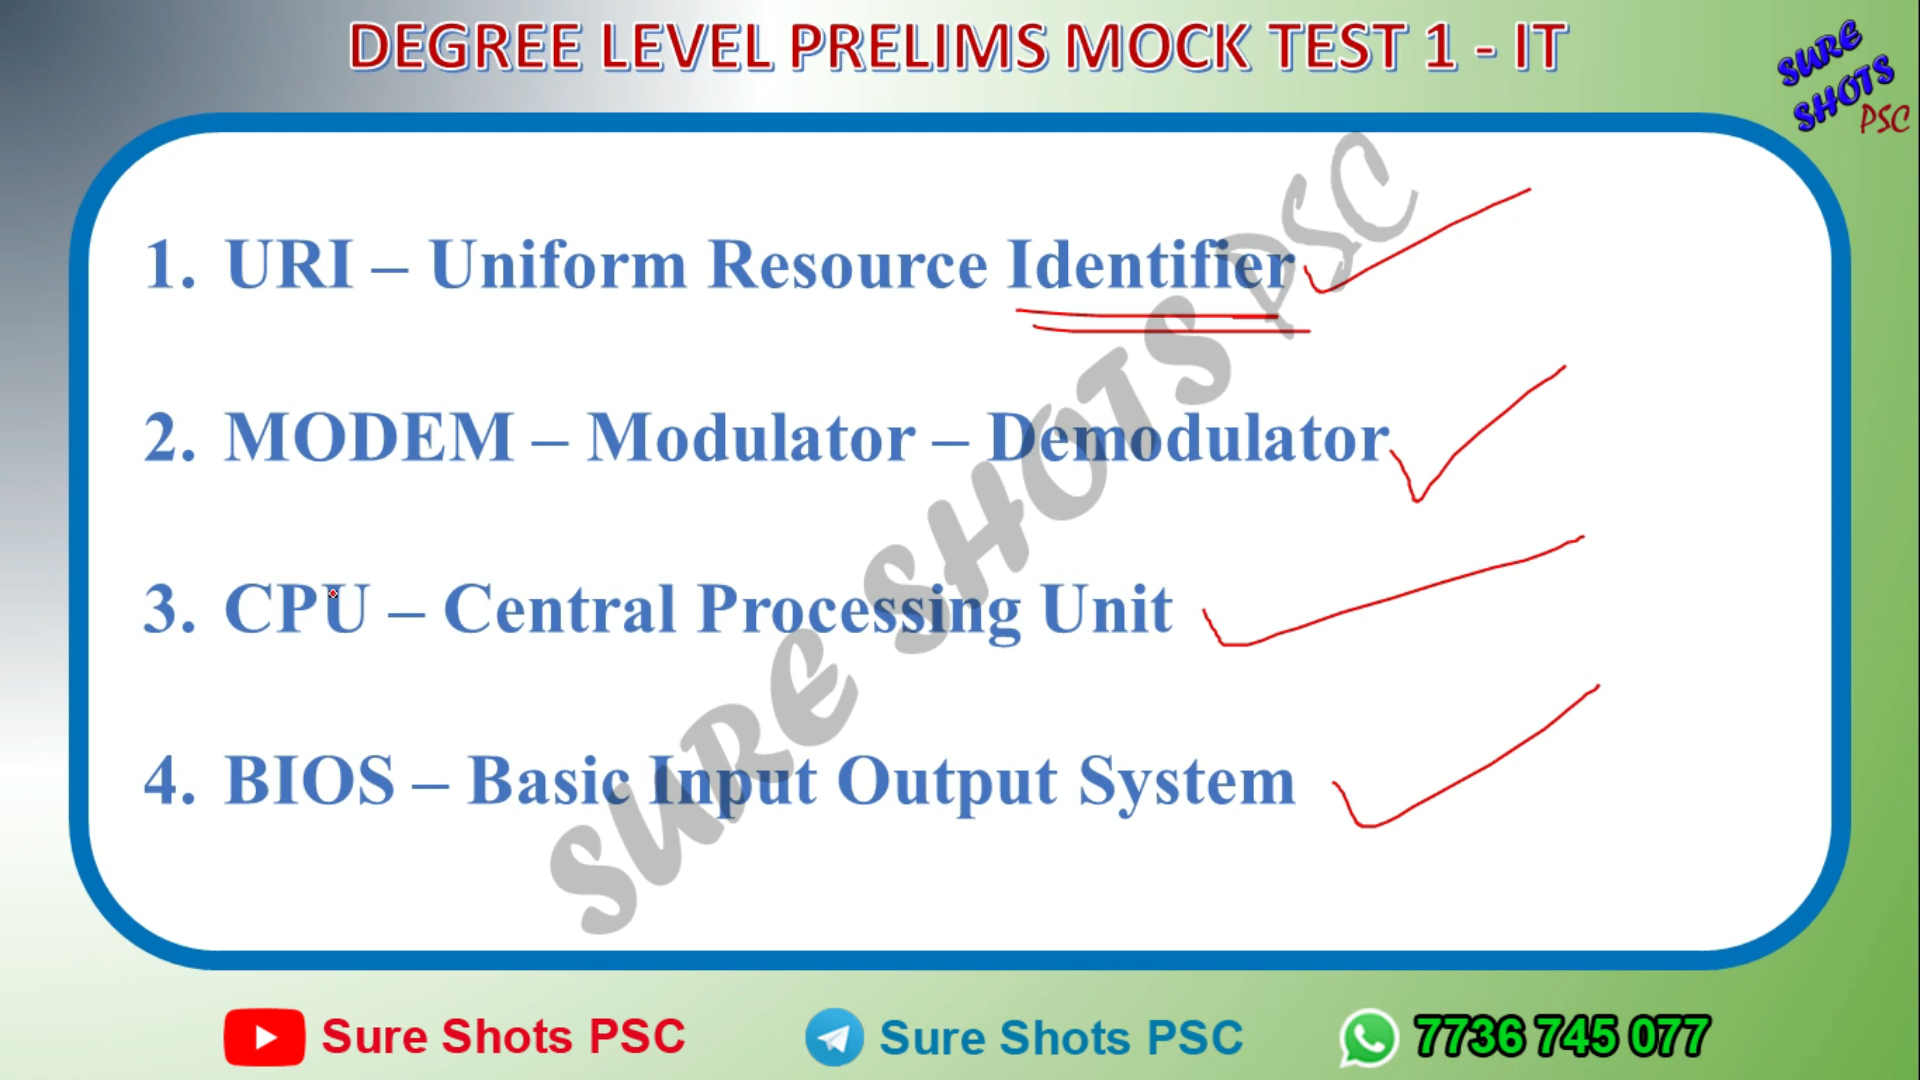 DEGREE LEVEL PRELIMS MOCK TEST 1 - IT
SURE
SHOTS
PSC
1. URI – Uniform Resource Identifier
2. MODEM – Modulator – Demodulator
3. CPU – Central Processing Unit
4. BIOS – Basic Input Output System
SURE SHOTS PSC
Sure Shots PSC
Sure Shots PSC
7736 745 077